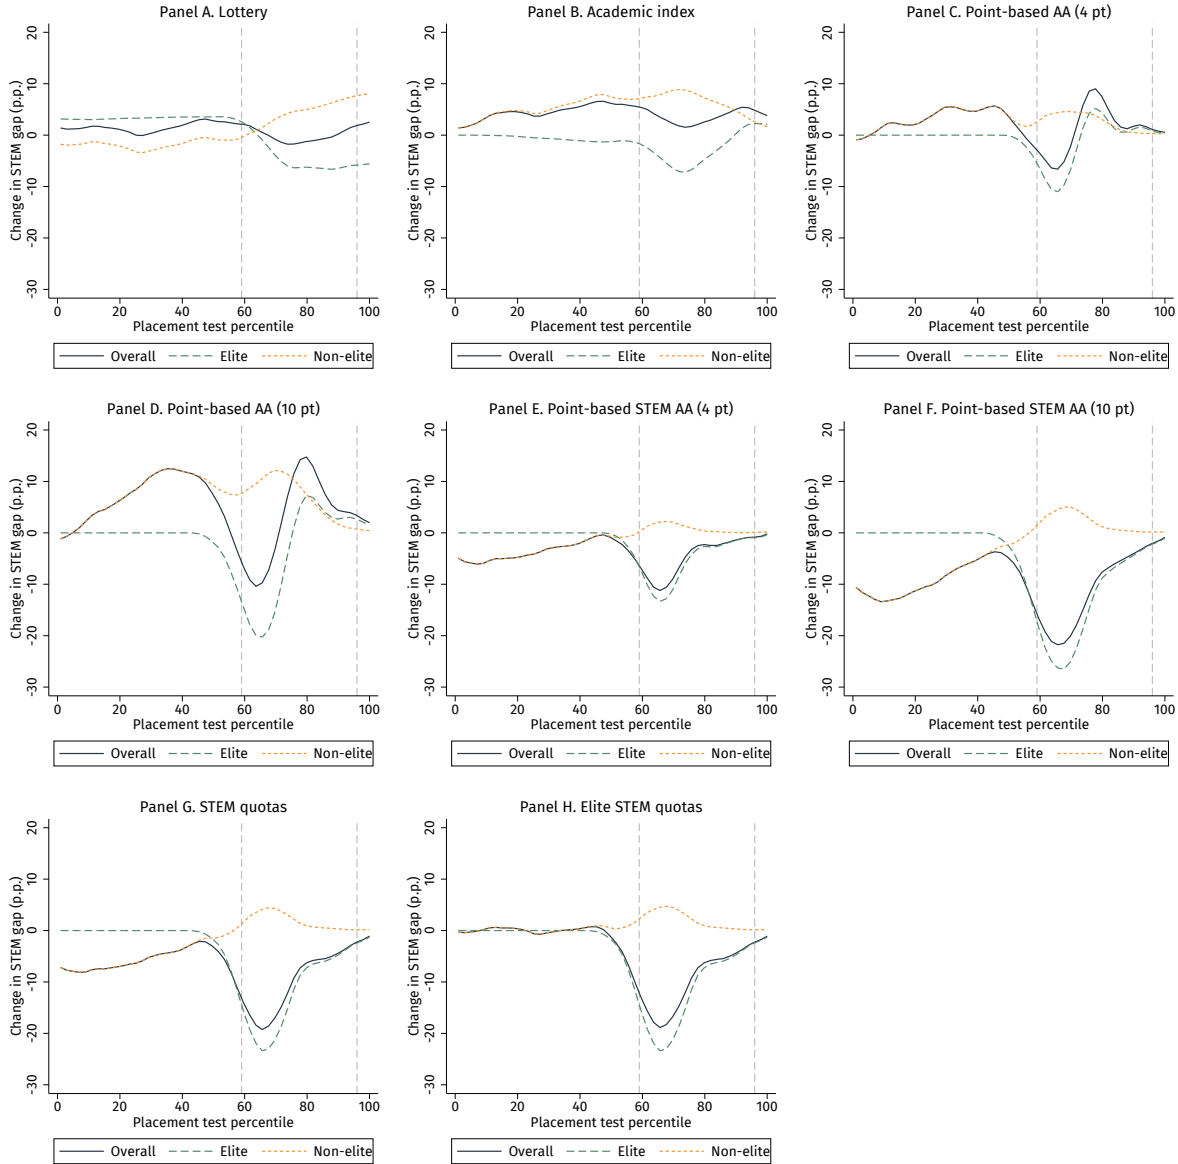 Panel A. Lottery
Change in STEM gap (p.p.)
20
10
0
-10
-20
-30
0 20 40 60 80 100
Placement test percentile
Overall Elite Non-elite
Panel B. Academic index
Change in STEM gap (p.p.)
20
10
0
-10
-20
-30
0 20 40 60 80 100
Placement test percentile
Overall Elite Non-elite
Panel C. Point-based AA (4 pt)
Change in STEM gap (p.p.)
20
10
0
-10
-20
-30
0 20 40 60 80 100
Placement test percentile
Overall Elite Non-elite
Panel D. Point-based AA (10 pt)
Change in STEM gap (p.p.)
20
10
0
-10
-20
-30
0 20 40 60 80 100
Placement test percentile
Overall Elite Non-elite
Panel E. Point-based STEM AA (4 pt)
Change in STEM gap (p.p.)
20
10
0
-10
-20
-30
0 20 40 60 80 100
Placement test percentile
Overall Elite Non-elite
Panel F. Point-based STEM AA (10 pt)
Change in STEM gap (p.p.)
20
10
0
-10
-20
-30
0 20 40 60 80 100
Placement test percentile
Overall Elite Non-elite
Panel G. STEM quotas
Change in STEM gap (p.p.)
20
10
0
-10
-20
-30
0 20 40 60 80 100
Placement test percentile
Overall Elite Non-elite
Panel H. Elite STEM quotas
Change in STEM gap (p.p.)
20
10
0
-10
-20
-30
0 20 40 60 80 100
Placement test percentile
Overall Elite Non-elite